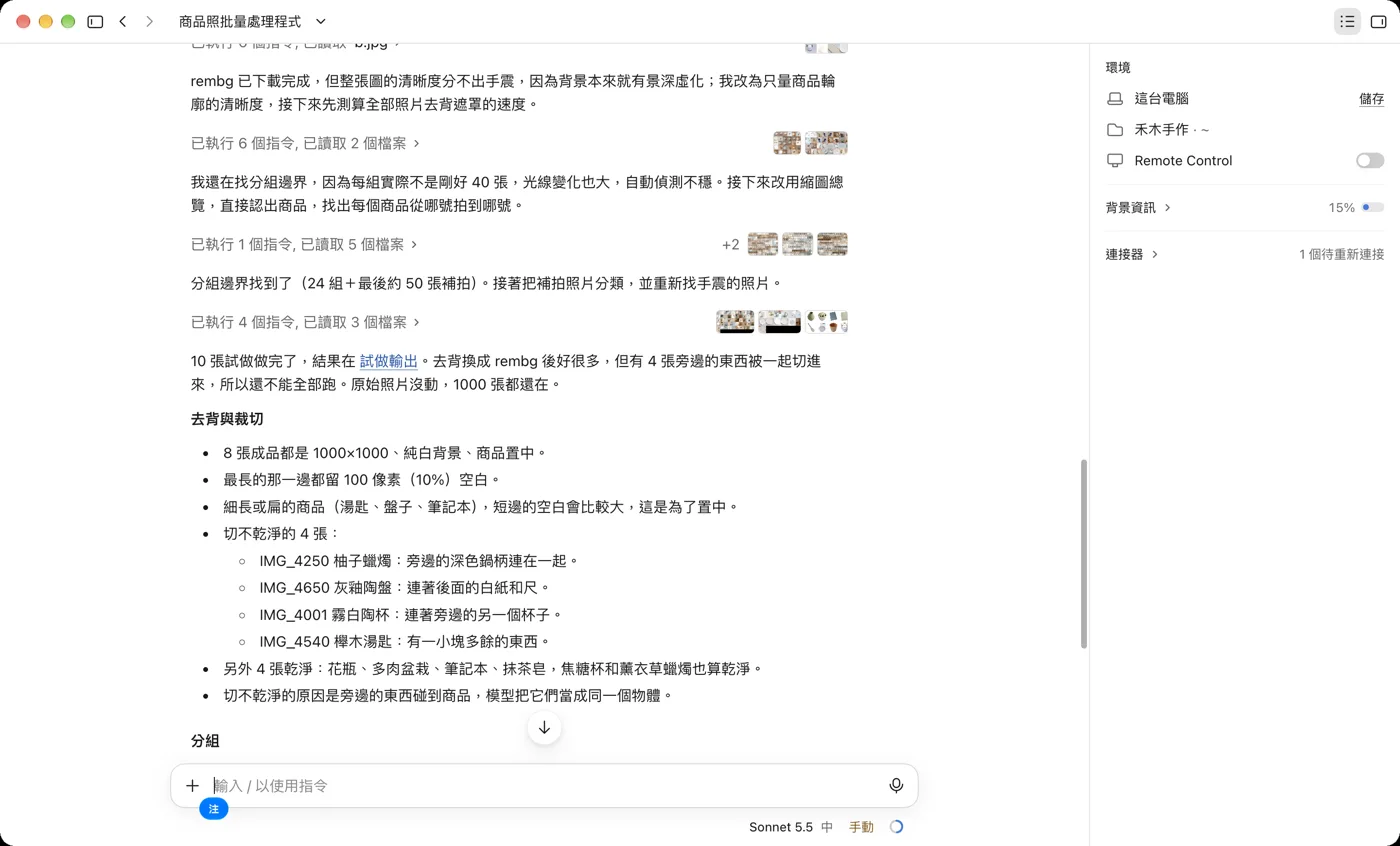 商品照批量處理程式
已執行 6 個指令, 已讀取 b.jpg
rembg 已下載完成，但整張圖的清晰度分不出手震，因為背景本來就有景深虛化；我改為只量商品輪
廓的清晰度，接下來先測算全部照片去背遮罩的速度。
已執行 6 個指令, 已讀取 2 個檔案
我還在找分組邊界，因為每組實際不是剛好 40 張，光線變化也大，自動偵測不穩。接下來改用縮圖總
覽，直接認出商品，找出每個商品從哪號拍到哪號。
已執行 1 個指令, 已讀取 5 個檔案
+2
分組邊界找到了（24 組＋最後約 50 張補拍）。接著把補拍照片分類，並重新找手震的照片。
已執行 4 個指令, 已讀取 3 個檔案
10 張試做做完了，結果在 試做輸出。去背換成 rembg 後好很多，但有 4 張旁邊的東西被一起切進
來，所以還不能全部跑。原始照片沒動，1000 張都還在。
去背與裁切
• 8 張成品都是 1000×1000、純白背景、商品置中。
• 最長的那一邊都留 100 像素（10%）空白。
• 細長或扁的商品（湯匙、盤子、筆記本），短邊的空白會比較大，這是為了置中。
• 切不乾淨的 4 張：
◦ IMG_4250 柚子蠟燭：旁邊的深色鍋柄連在一起。
◦ IMG_4650 灰釉陶盤：連著後面的白紙和尺。
◦ IMG_4001 霧白陶杯：連著旁邊的另一個杯子。
◦ IMG_4540 櫸木湯匙：有一小塊多餘的東西。
• 另外 4 張乾淨：花瓶、多肉盆栽、筆記本、抹茶皂，焦糖杯和薰衣草蠟燭也算乾淨。
• 切不乾淨的原因是旁邊的東西碰到商品，模型把它們當成同一個物體。
分組
輸入 / 以使用指令
注
Sonnet 5.5 中 手動
環境
這台電腦 儲存
禾木手作 · ~
Remote Control
背景資訊 15%
連接器 1 個待重新連接